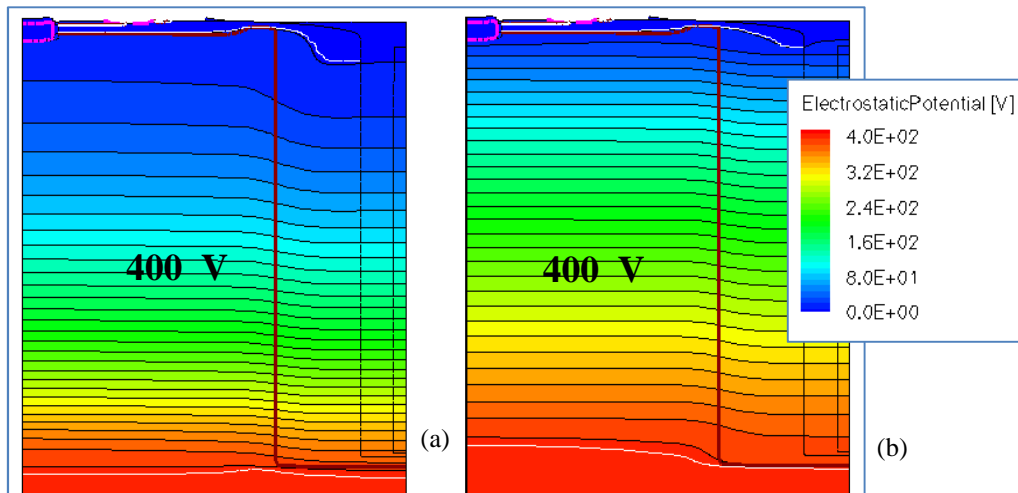 ElectrostaticPotential [V]
4.0E+02
3.2E+02
2.4E+02
1.6E+02
8.0E+01
0.0E+00
400 V
400 V
(a)
(b)